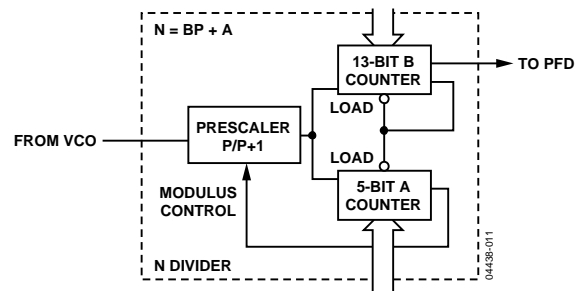 N = BP + A
13-BIT B
COUNTER
TO PFD
LOAD
PRESCALER
P/P+1
FROM VCO
LOAD
MODULUS
CONTROL
5-BIT A
COUNTER
N DIVIDER
04438-011